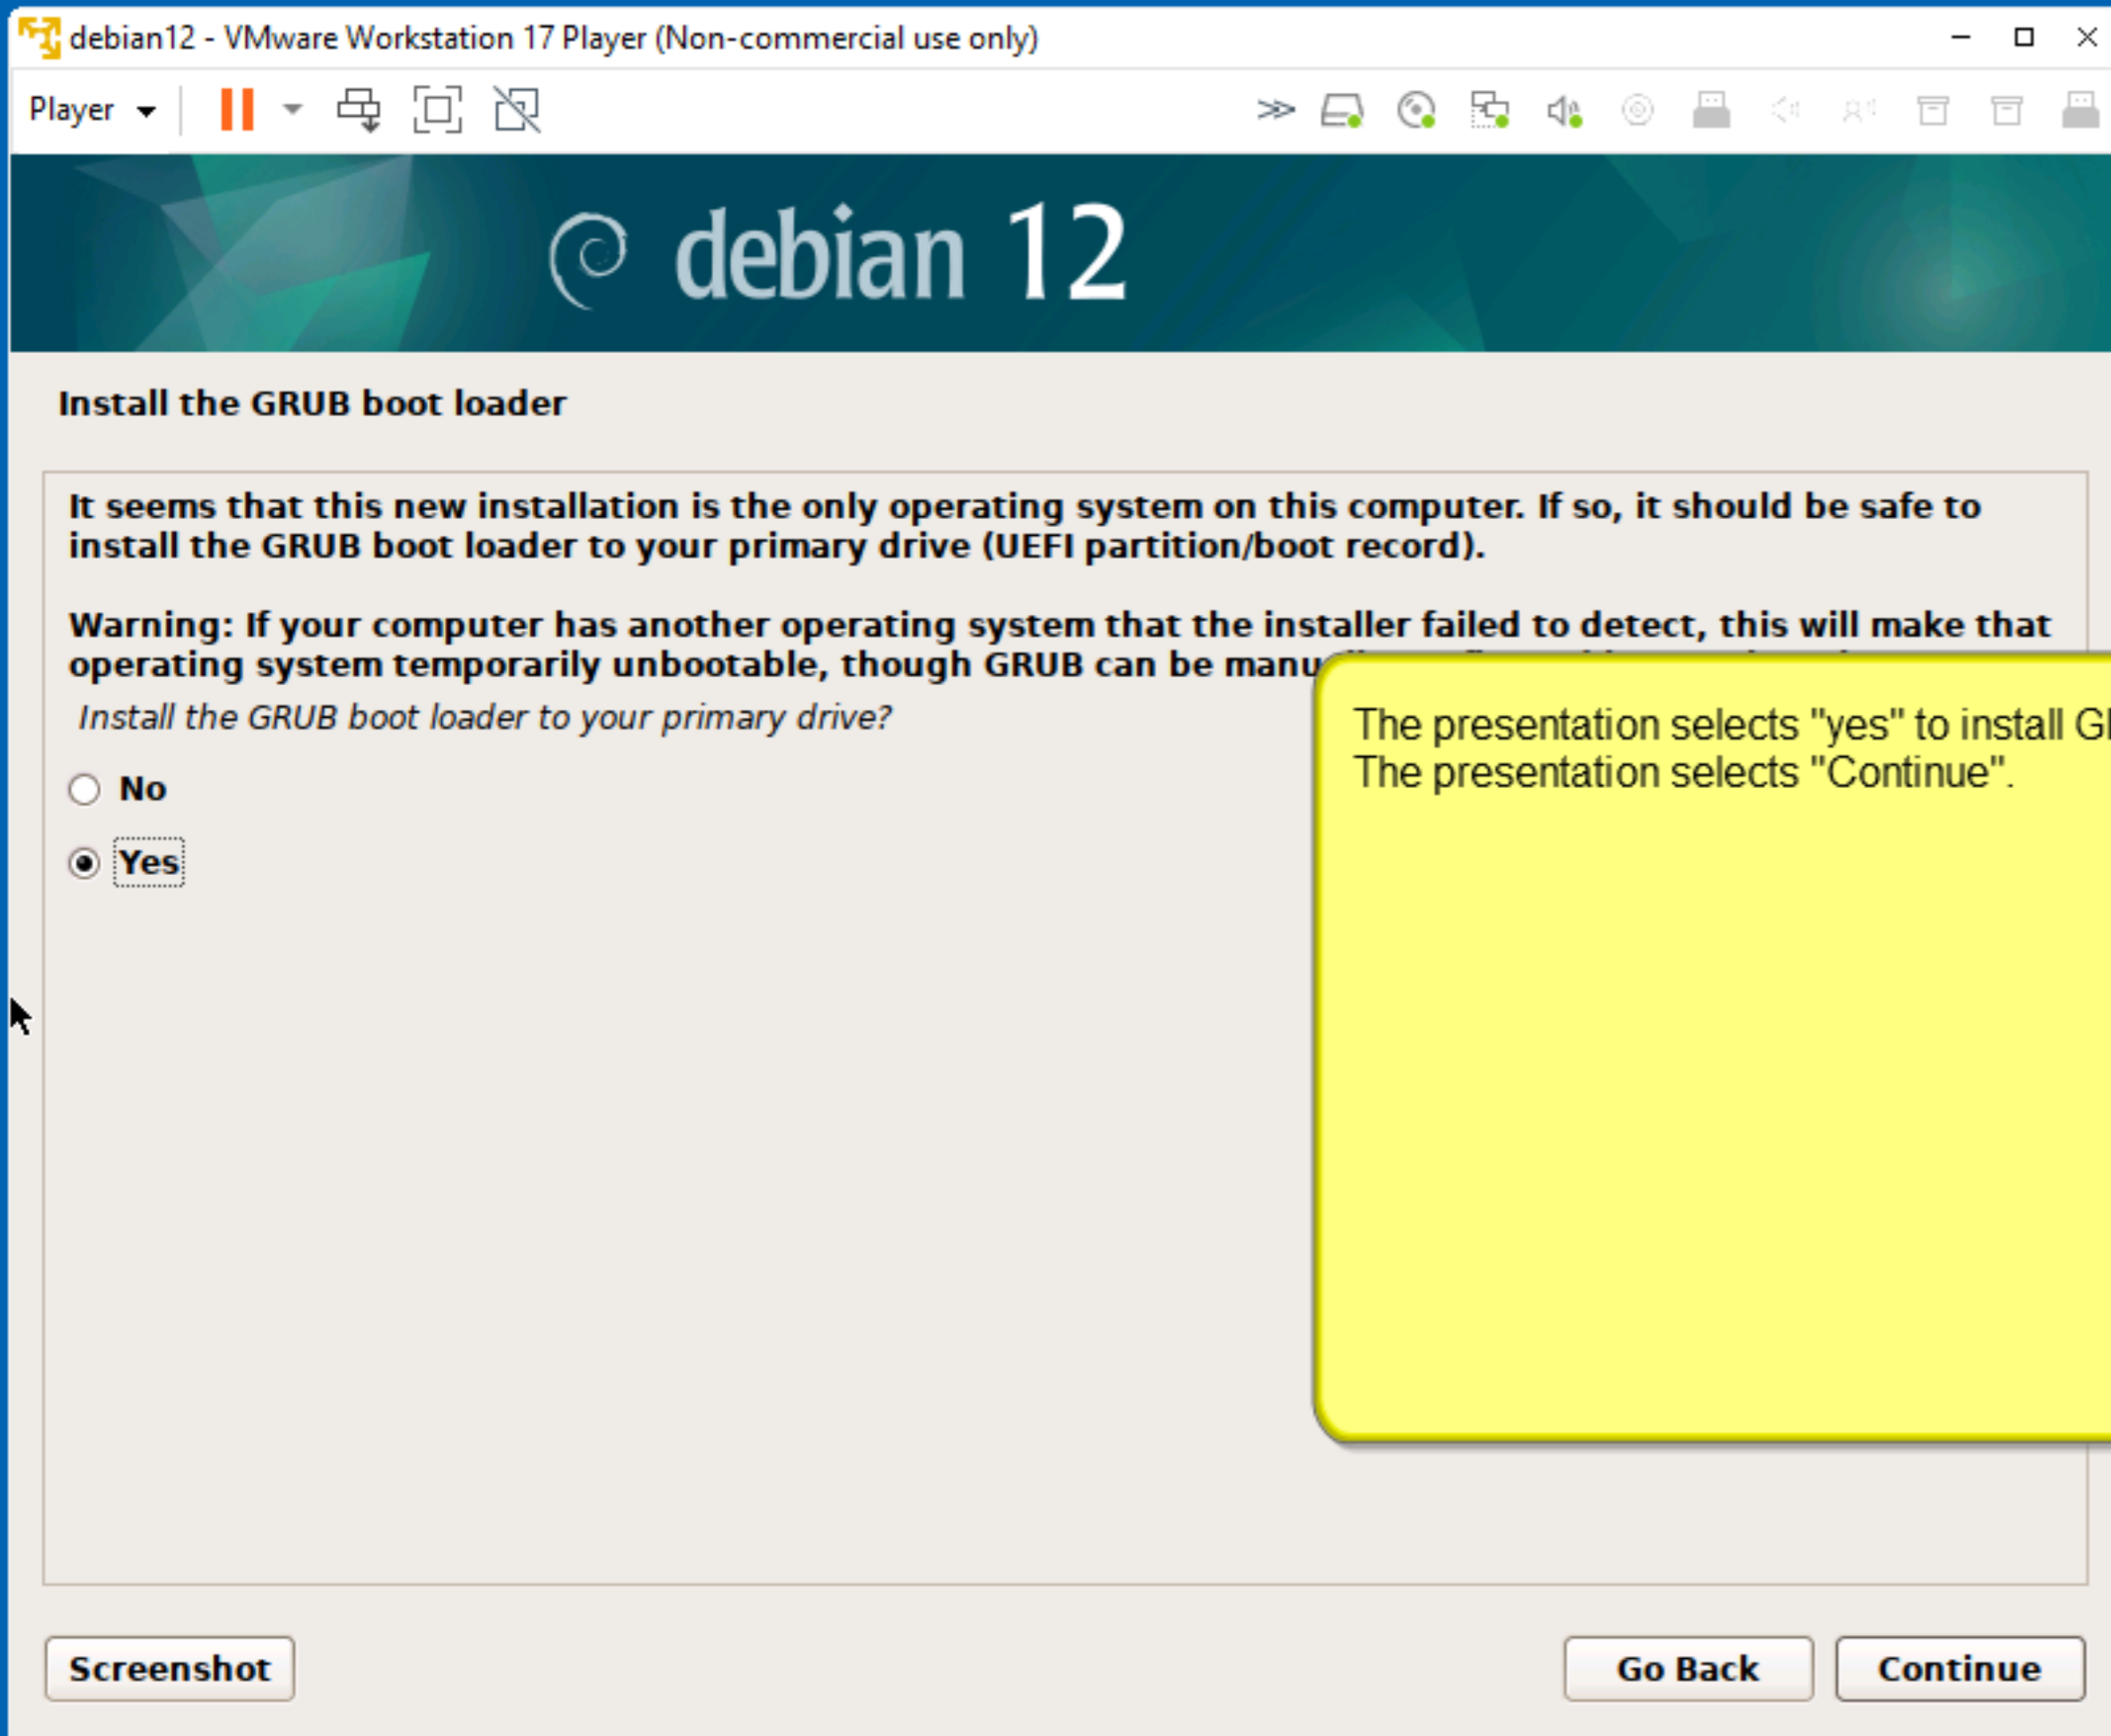 debian12 - VMware Workstation 17 Player (Non-commercial use only)
Player
debian 12
Install the GRUB boot loader
It seems that this new installation is the only operating system on this computer. If so, it should be safe to
install the GRUB boot loader to your primary drive (UEFI partition/boot record).
Warning: If your computer has another operating system that the installer failed to detect, this will make that
operating system temporarily unbootable, though GRUB can be
Install the GRUB boot loader to your primary drive?
The presentation selects "yes" to install
The presentation selects "Continue".
No
Yes
Screenshot
Go Back
Continue